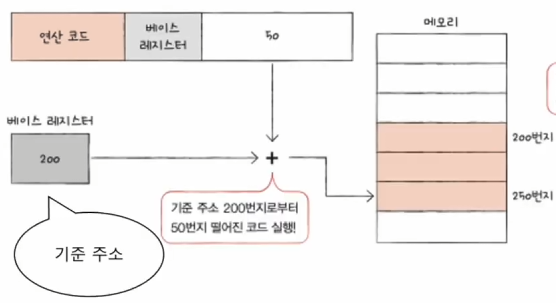 연산 코드
베이스
레지스터
50
메모리
베이스 레지스터
200
+
200번지
250번지
기준 주소 200번지로부터
50번지 떨어진 코드 실행!
기준 주소